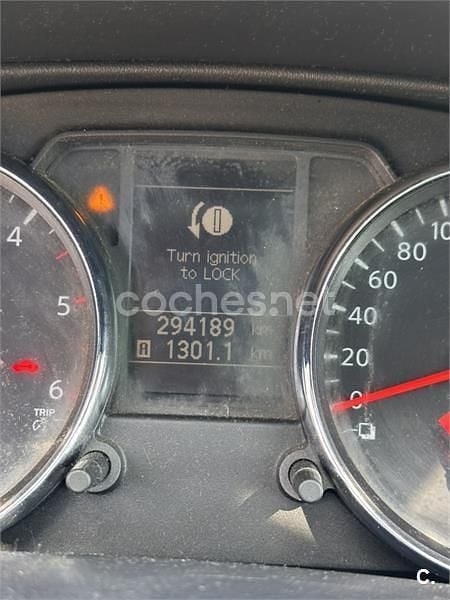 Turn ignition
to LOCK
coches.net
294189 km
A 1301.1 km
4
5
6
TRIP
100
80
60
40
20
0
C.